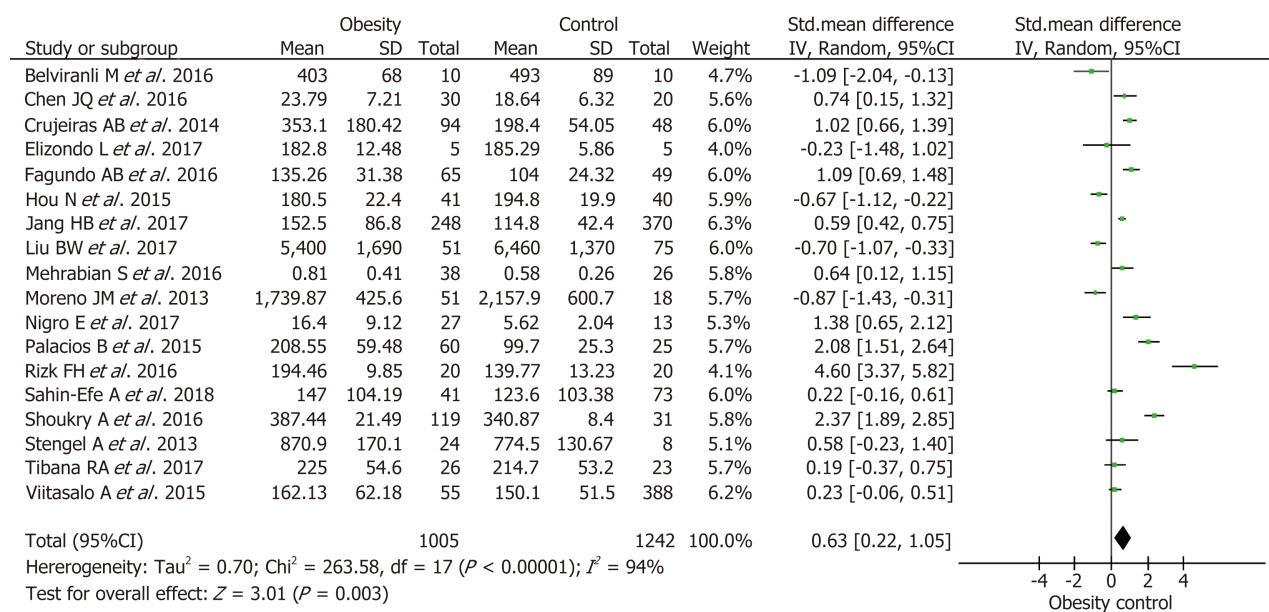 Obesity Control Std.mean difference Std.mean difference
Study or subgroup Mean SD Total Mean SD Total Weight IV, Random, 95%CI IV, Random, 95%CI
Belviranli M et al. 2016 403 68 10 493 89 10 4.7% -1.09 [-2.04, -0.13]
Chen JQ et al. 2016 23.79 7.21 30 18.64 6.32 20 5.6% 0.74 [0.15, 1.32]
Crujeiras AB et al. 2014 353.1 180.42 94 198.4 54.05 48 6.0% 1.02 [0.66, 1.39]
Elizondo L et al. 2017 182.8 12.48 5 185.29 5.86 5 4.0% -0.23 [-1.48, 1.02]
Fagundo AB et al. 2016 135.26 31.38 65 104 24.32 49 6.0% 1.09 [0.69, 1.48]
Hou N et al. 2015 180.5 22.4 41 194.8 19.9 40 5.9% -0.67 [-1.12, -0.22]
Jang HB et al. 2017 152.5 86.8 248 114.8 42.4 370 6.3% 0.59 [0.42, 0.75]
Liu BW et al. 2017 5,400 1,690 51 6,460 1,370 75 6.0% -0.70 [-1.07, -0.33]
Mehrabian S et al. 2016 0.81 0.41 38 0.58 0.26 26 5.8% 0.64 [0.12, 1.15]
Moreno JM et al. 2013 1,739.87 425.6 51 2,157.9 600.7 18 5.7% -0.87 [-1.43, -0.31]
Nigro E et al. 2017 16.4 9.12 27 5.62 2.04 13 5.3% 1.38 [0.65, 2.12]
Palacios B et al. 2015 208.55 59.48 60 99.7 25.3 25 5.7% 2.08 [1.51, 2.64]
Rizk FH et al. 2016 194.46 9.85 20 139.77 13.23 20 4.1% 4.60 [3.37, 5.82]
Sahin-Efe A et al. 2018 147 104.19 41 123.6 103.38 73 6.0% 0.22 [-0.16, 0.61]
Shoukry A et al. 2016 387.44 21.49 119 340.87 8.4 31 5.8% 2.37 [1.89, 2.85]
Stengel A et al. 2013 870.9 170.1 24 774.5 130.67 8 5.1% 0.58 [-0.23, 1.40]
Tibana RA et al. 2017 225 54.6 26 214.7 53.2 23 5.7% 0.19 [-0.37, 0.75]
Viitasalo A et al. 2015 162.13 62.18 55 150.1 51.5 388 6.2% 0.23 [-0.06, 0.51]
Total (95%CI) 1005 1242 100.0% 0.63 [0.22, 1.05]
Hererogeneity: Tau² = 0.70; Chi² = 263.58, df = 17 (P < 0.00001); I² = 94%
Test for overall effect: Z = 3.01 (P = 0.003)
-4 -2 0 2 4
Obesity control